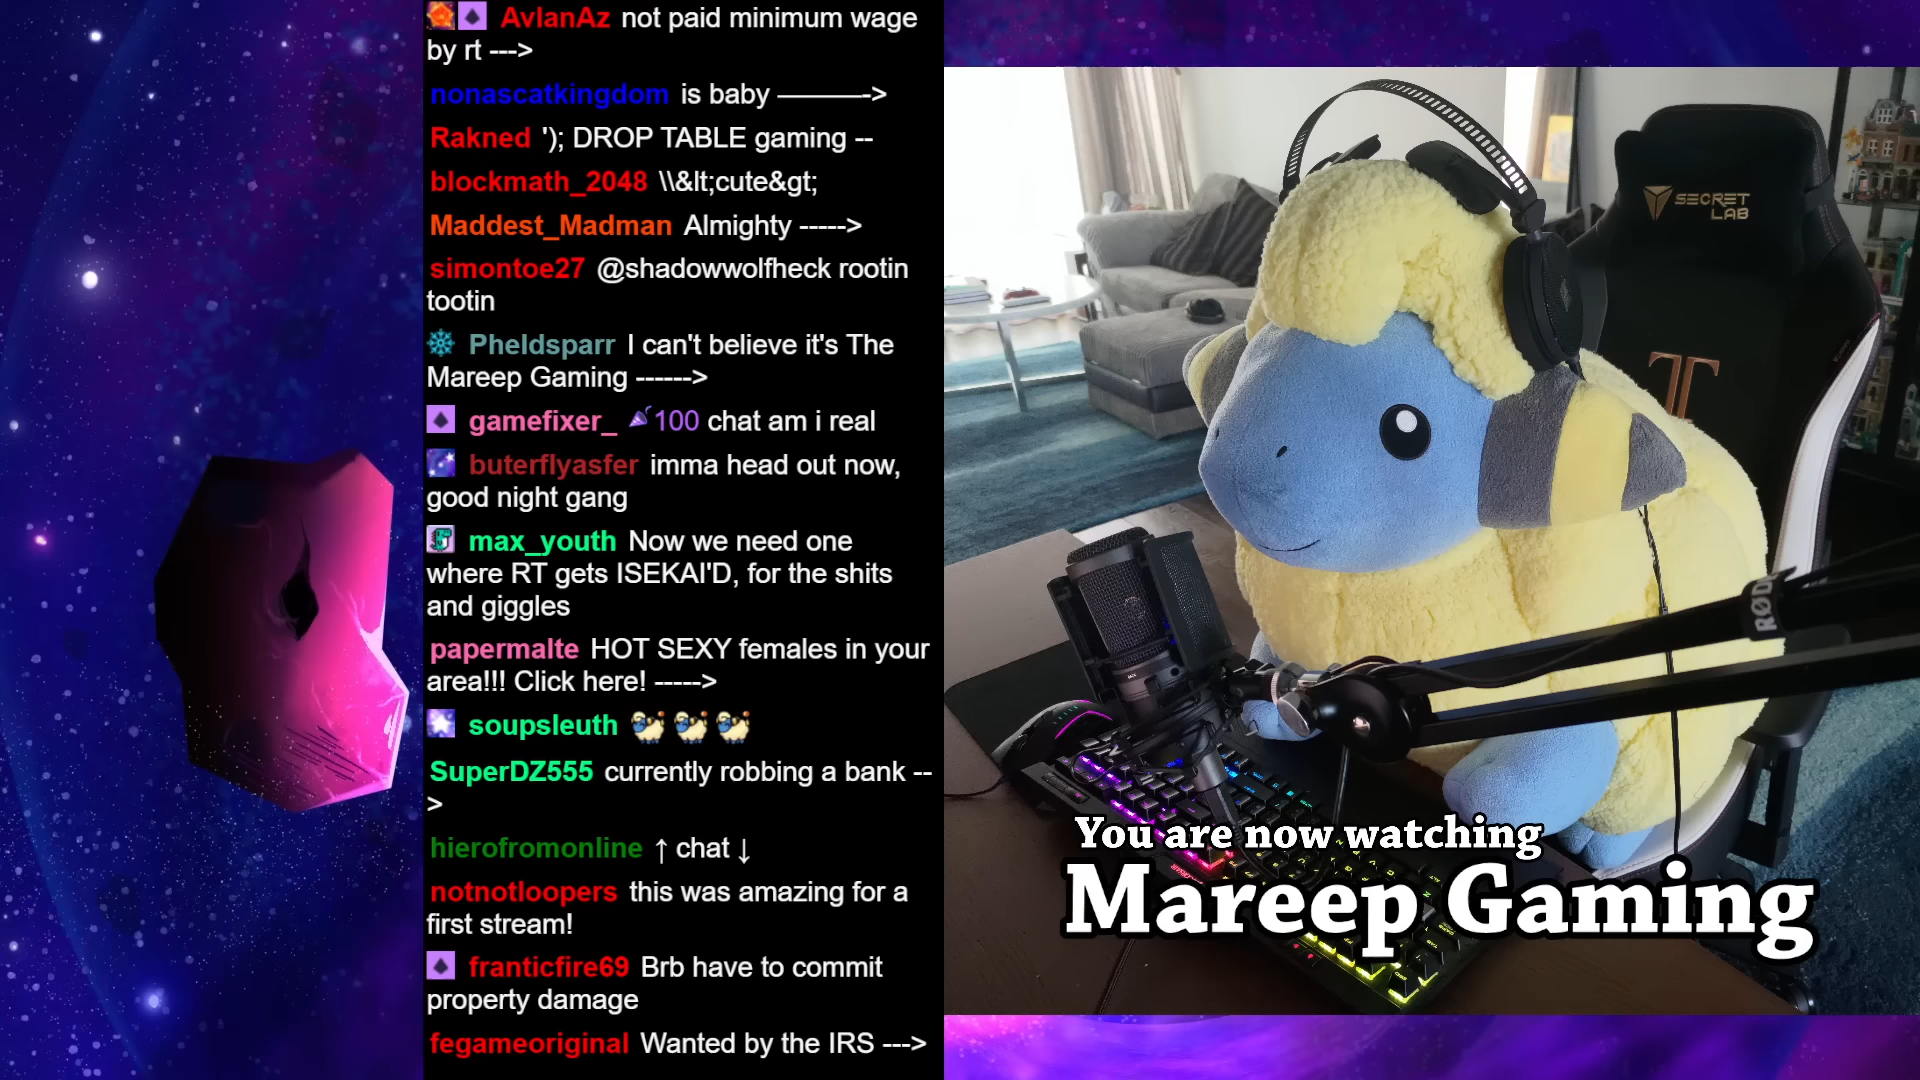 AvlanAz not paid minimum wage
by rt --->
nonascatkingdom is baby ———->
Rakned '); DROP TABLE gaming --
blockmath_2048 \\&lt;cute&gt;
Maddest_Madman Almighty ----->
simontoe27 @shadowwolfheck rootin
tootin
Pheldsparr I can't believe it's The
Mareep Gaming ------>
gamefixer_ 100 chat am i real
buterflyasfer imma head out now,
good night gang
max_youth Now we need one
where RT gets ISEKAI'D, for the shits
and giggles
papermalte HOT SEXY females in your
area!!! Click here! ----->
soupsleuth
SuperDZ555 currently robbing a bank --
>
hierofromonline ↑ chat ↓
notnotloopers this was amazing for a
first stream!
franticfire69 Brb have to commit
property damage
fegameoriginal Wanted by the IRS --->
SECRET
LAB
RØDE
You are now watching
Mareep Gaming